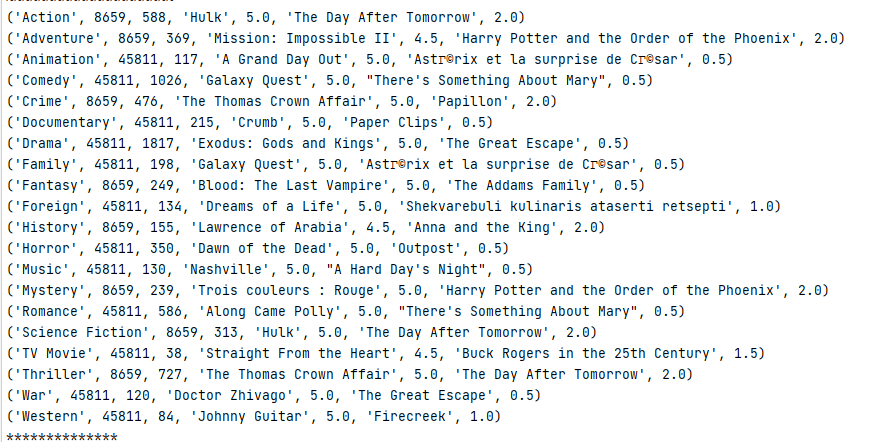 ('Action', 8659, 588, 'Hulk', 5.0, 'The Day After Tomorrow', 2.0)
('Adventure', 8659, 369, 'Mission: Impossible II', 4.5, 'Harry Potter and the Order of the Phoenix', 2.0)
('Animation', 45811, 117, 'A Grand Day Out', 5.0, 'Astг©rix et la surprise de Cг©sar', 0.5)
('Comedy', 45811, 1026, 'Galaxy Quest', 5.0, "There's Something About Mary", 0.5)
('Crime', 8659, 476, 'The Thomas Crown Affair', 5.0, 'Papillon', 2.0)
('Documentary', 45811, 215, 'Crumb', 5.0, 'Paper Clips', 0.5)
('Drama', 45811, 1817, 'Exodus: Gods and Kings', 5.0, 'The Great Escape', 0.5)
('Family', 45811, 198, 'Galaxy Quest', 5.0, 'Astг©rix et la surprise de Cг©sar', 0.5)
('Fantasy', 8659, 249, 'Blood: The Last Vampire', 5.0, 'The Addams Family', 0.5)
('Foreign', 45811, 134, 'Dreams of a Life', 5.0, 'Shekvarebuli kulinaris ataserti retsepti', 1.0)
('History', 8659, 155, 'Lawrence of Arabia', 4.5, 'Anna and the King', 2.0)
('Horror', 45811, 350, 'Dawn of the Dead', 5.0, 'Outpost', 0.5)
('Music', 45811, 130, 'Nashville', 5.0, "A Hard Day's Night", 0.5)
('Mystery', 8659, 239, 'Trois couleurs : Rouge', 5.0, 'Harry Potter and the Order of the Phoenix', 2.0)
('Romance', 45811, 586, 'Along Came Polly', 5.0, "There's Something About Mary", 0.5)
('Science Fiction', 8659, 313, 'Hulk', 5.0, 'The Day After Tomorrow', 2.0)
('TV Movie', 45811, 38, 'Straight From the Heart', 4.5, 'Buck Rogers in the 25th Century', 1.5)
('Thriller', 8659, 727, 'The Thomas Crown Affair', 5.0, 'The Day After Tomorrow', 2.0)
('War', 45811, 120, 'Doctor Zhivago', 5.0, 'The Great Escape', 0.5)
('Western', 45811, 84, 'Johnny Guitar', 5.0, 'Firecreek', 1.0)
**************